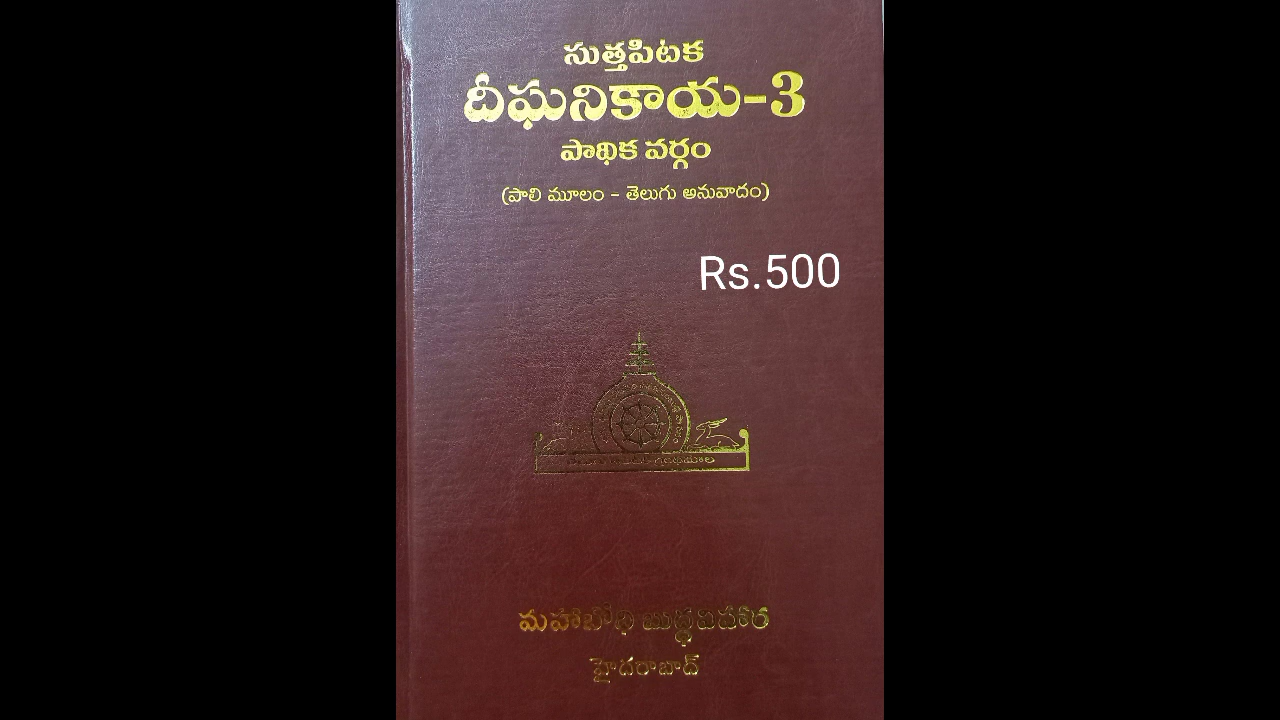 సుత్తపిటక
దీఘనికాయ-3
పాథిక వర్గం
(పాలి మూలం - తెలుగు అనువాదం)
Rs.500
మహాబోధి బుద్ధవిహార
హైదరాబాద్